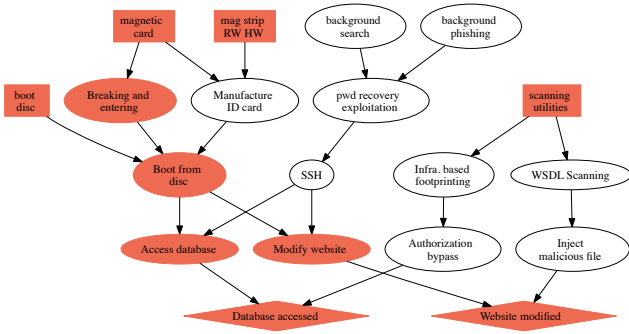 magnetic
card
mag strip
RW HW
background
search
background
phishing
boot
disc
Breaking and
entering
Manufacture
ID card
pwd recovery
exploitation
scanning
utilities
Boot from
disc
SSH
Infra. based
footprinting
WSDL Scanning
Access database
Modify website
Authorization
bypass
Inject
malicious file
Database accessed
Website modified